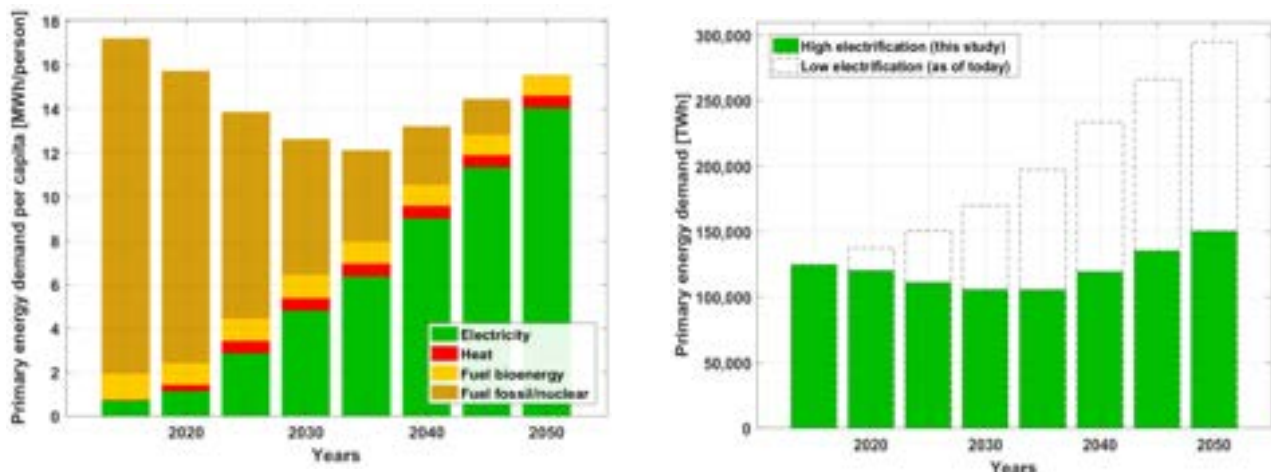 Primary energy demand per capita [MWh/person]
18
16
14
12
10
8
6
4
2
0
Electricity
Heat
Fuel bioenergy
Fuel fossil/nuclear
2020 2030 2040 2050
Years
Primary energy demand [TWh]
300,000
250,000
200,000
150,000
100,000
50,000
0
High electrification (this study)
Low electrification (as of today)
2020 2030 2040 2050
Years